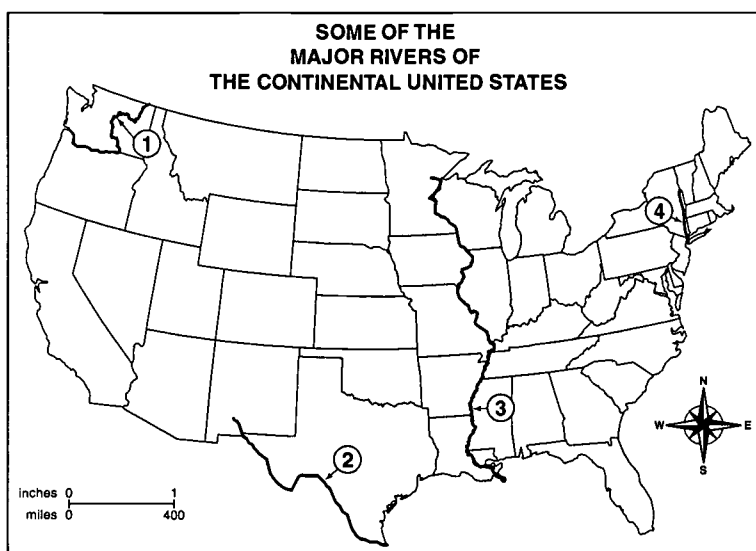 SOME OF THE
MAJOR RIVERS OF
THE CONTINENTAL UNITED STATES
1
4
3
2
N
W E
S
inches 0 1
miles 0 400